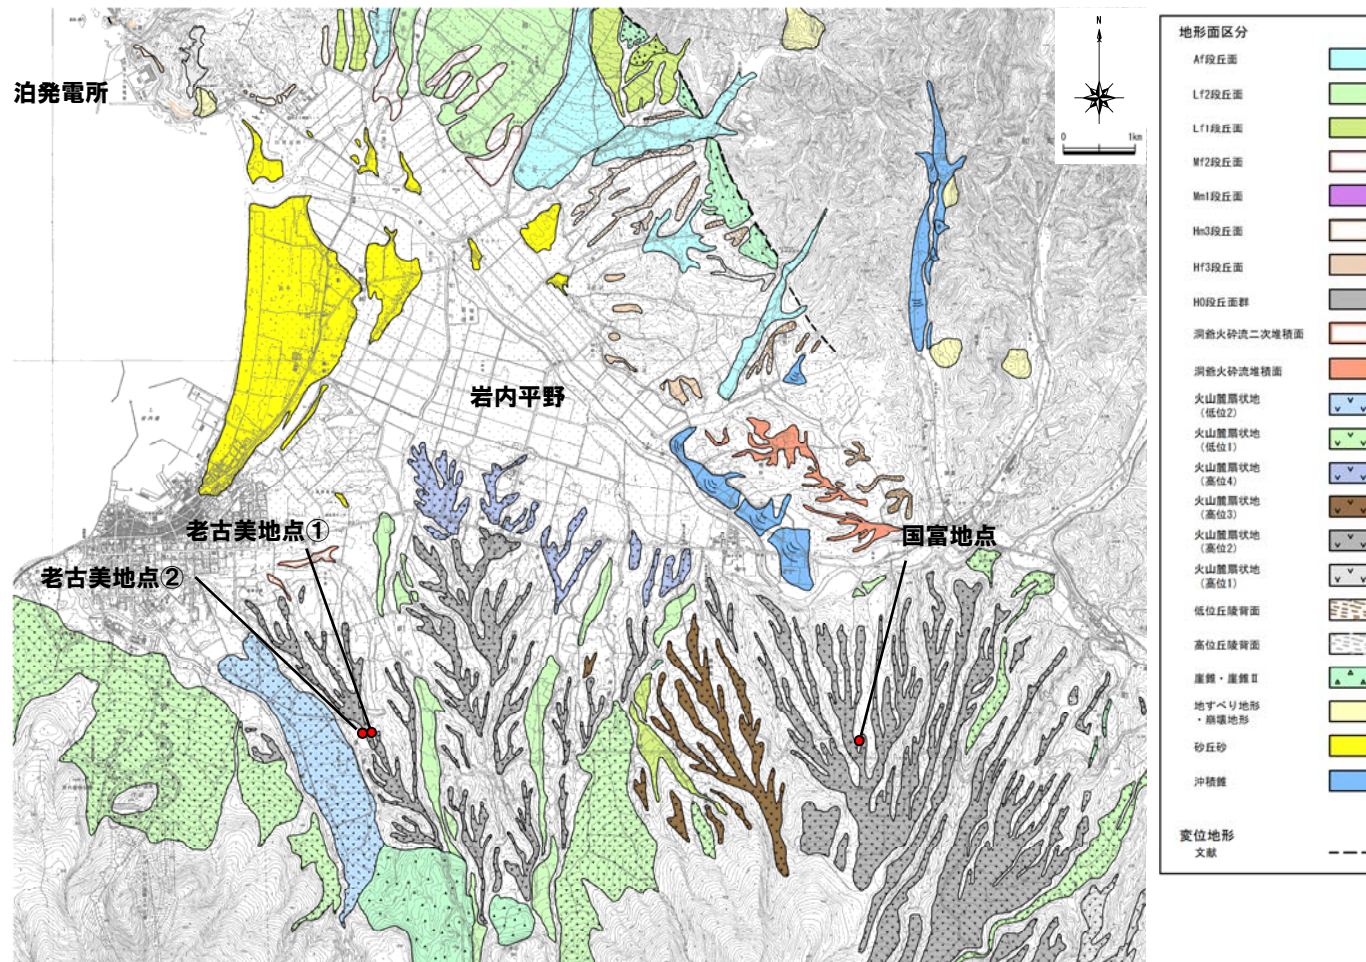 泊発電所
岩内平野
老古美地点①
老古美地点②
国富地点
N
0 1km
地形面区分
Af段丘面
Lf2段丘面
Lf1段丘面
Mf2段丘面
Mm1段丘面
Hm3段丘面
Hf3段丘面
H0段丘面群
洞爺火砕流二次堆積面
洞爺火砕流堆積面
火山麓扇状地
(低位2)
火山麓扇状地
(低位1)
火山麓扇状地
(高位4)
火山麓扇状地
(高位3)
火山麓扇状地
(高位2)
火山麓扇状地
(高位1)
低位丘陵背面
高位丘陵背面
崖錐・崖錐Ⅱ
地すべり地形
・崩壊地形
砂丘砂
沖積錐
変位地形
文献